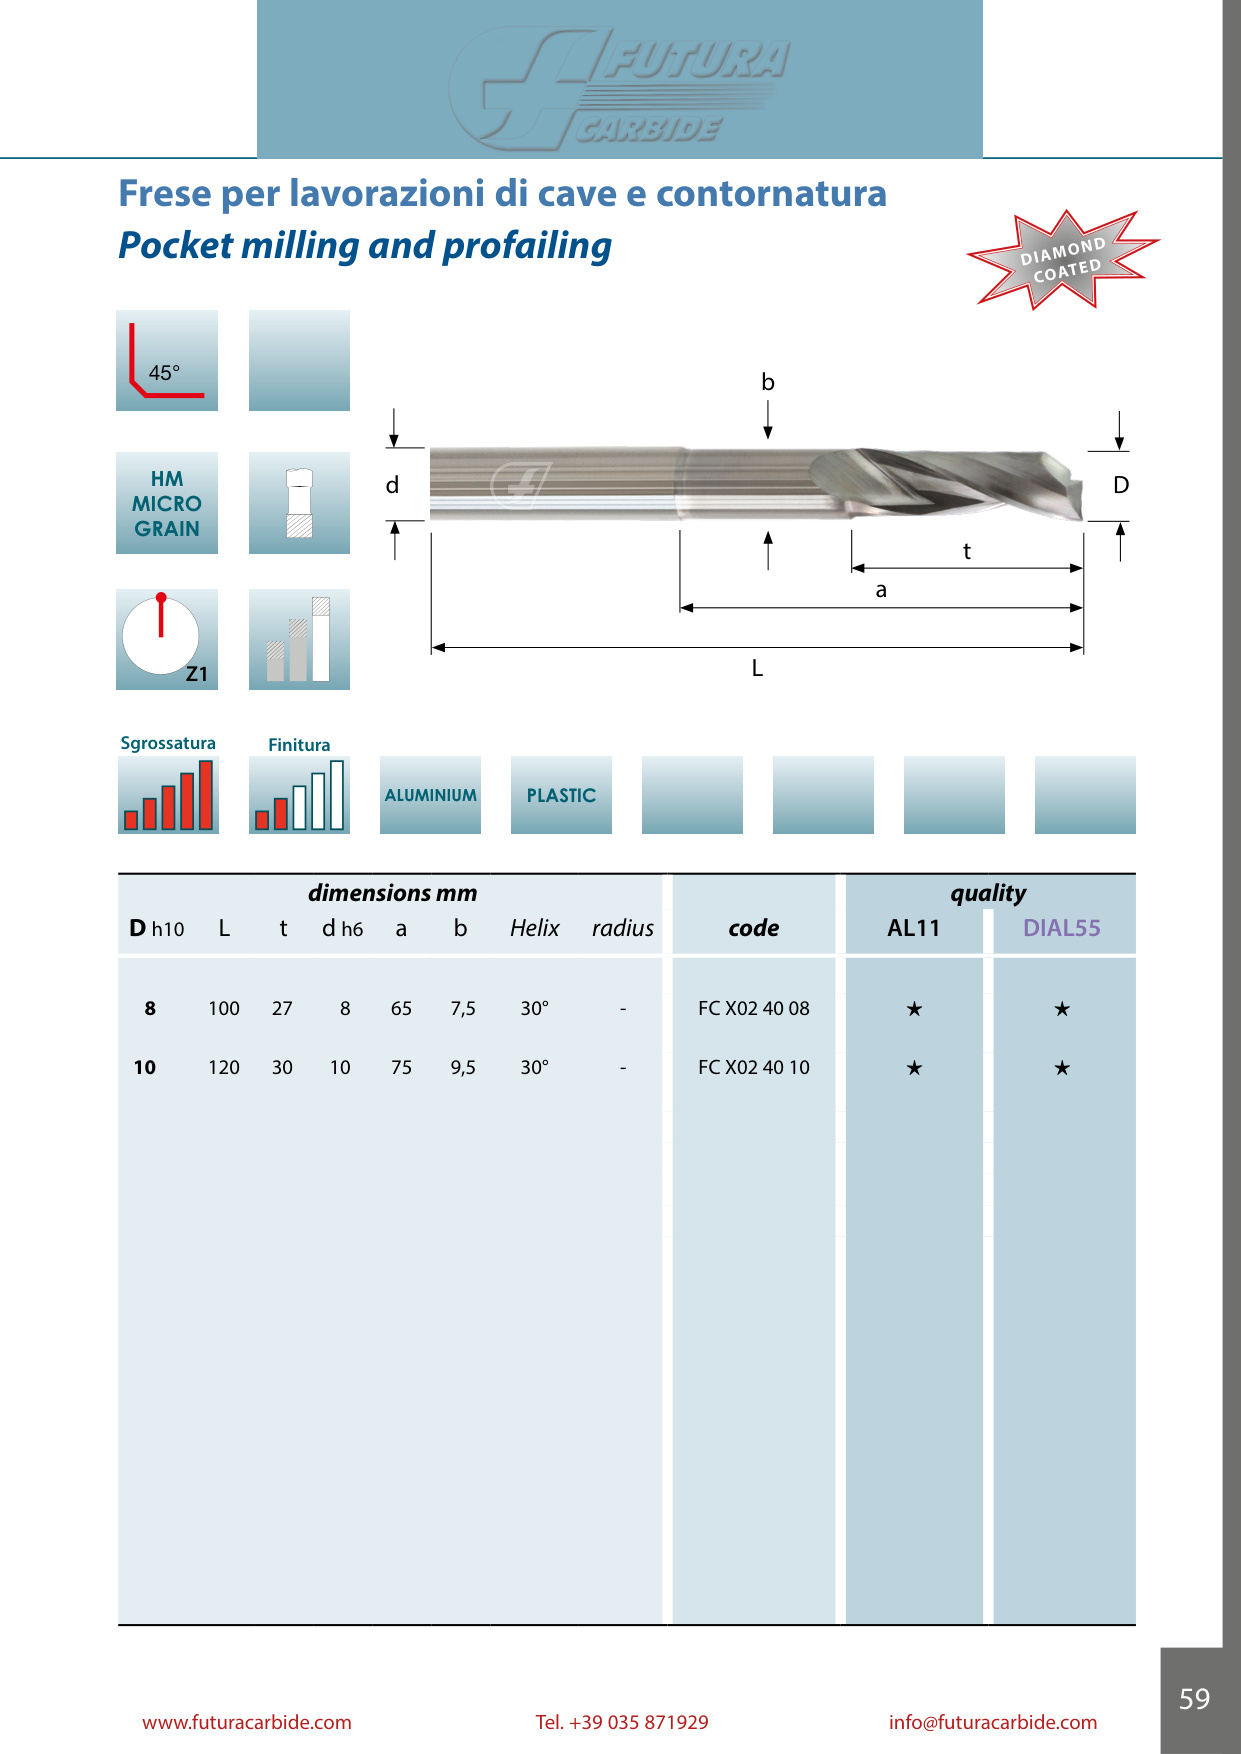 FUTURA
CARBIDE
Frese per lavorazioni di cave e contornatura
Pocket milling and profailing
DIAMOND
COATED
45°
HM
MICRO
GRAIN
Z1
b
d
D
t
a
L
Sgrossatura
Finitura
ALUMINIUM
PLASTIC
dimensions mm
quality
D h10 L t d h6 a b Helix radius code AL11 DIAL55
8 100 27 8 65 7,5 30° - FC X02 40 08 ★ ★
10 120 30 10 75 9,5 30° - FC X02 40 10 ★ ★
www.futuracarbide.com Tel. +39 035 871929 info@futuracarbide.com
59